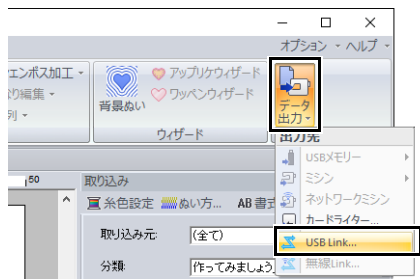 オプション ヘルプ
エンボス加工
なり編集
列
背景ぬい
アップリケウィザード
ワッペンウィザード
ウィザード
データ
出力
出力先
USBメモリー
ミシン
ネットワークミシン
カードライター...
USB Link...
無線Link...
50
取り込み
糸色設定 ぬい方... AB 書式
取り込み元: (全て)
分類: 作ってみましょう